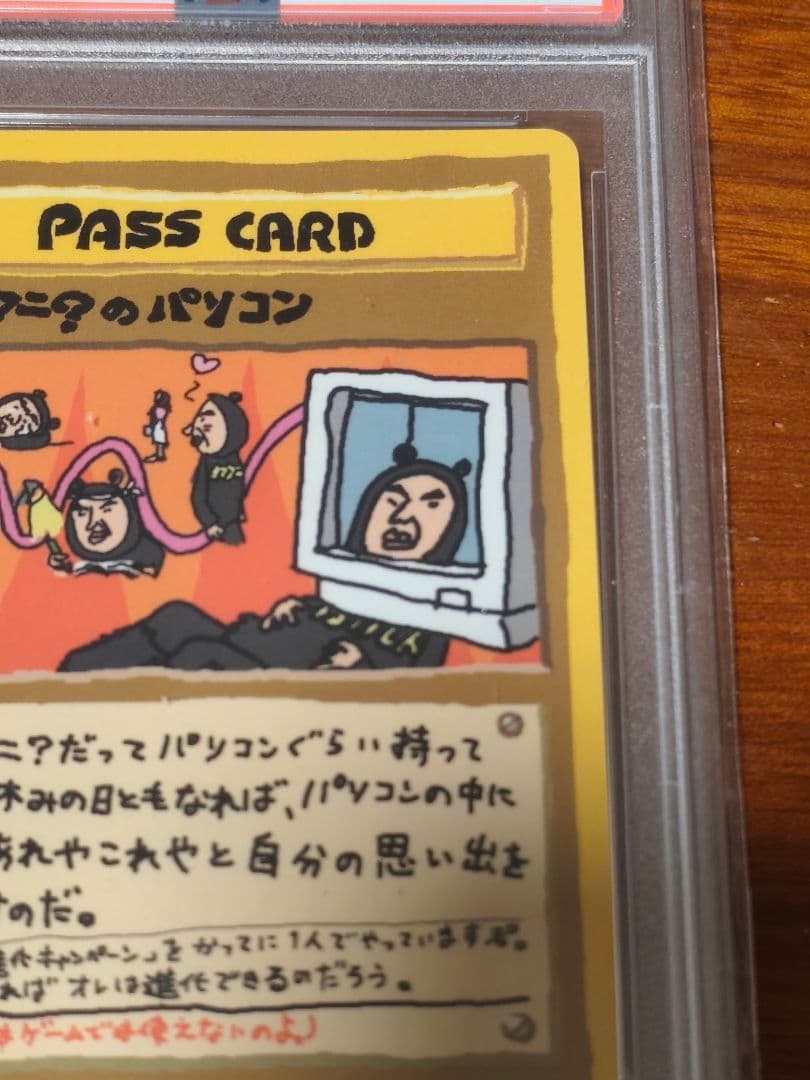 PASS CARD
ニ?のパソコン
ニ?だってパソコンぐらい持って
休みの日ともなれば、パソコンの中に
あれやこれやと自分の思い出を
のだ。
進化キャンペーン」をかってに1人でやっていますぞ。
ればオレは進化できるのだろう。
ゲームでは使えないのよ)